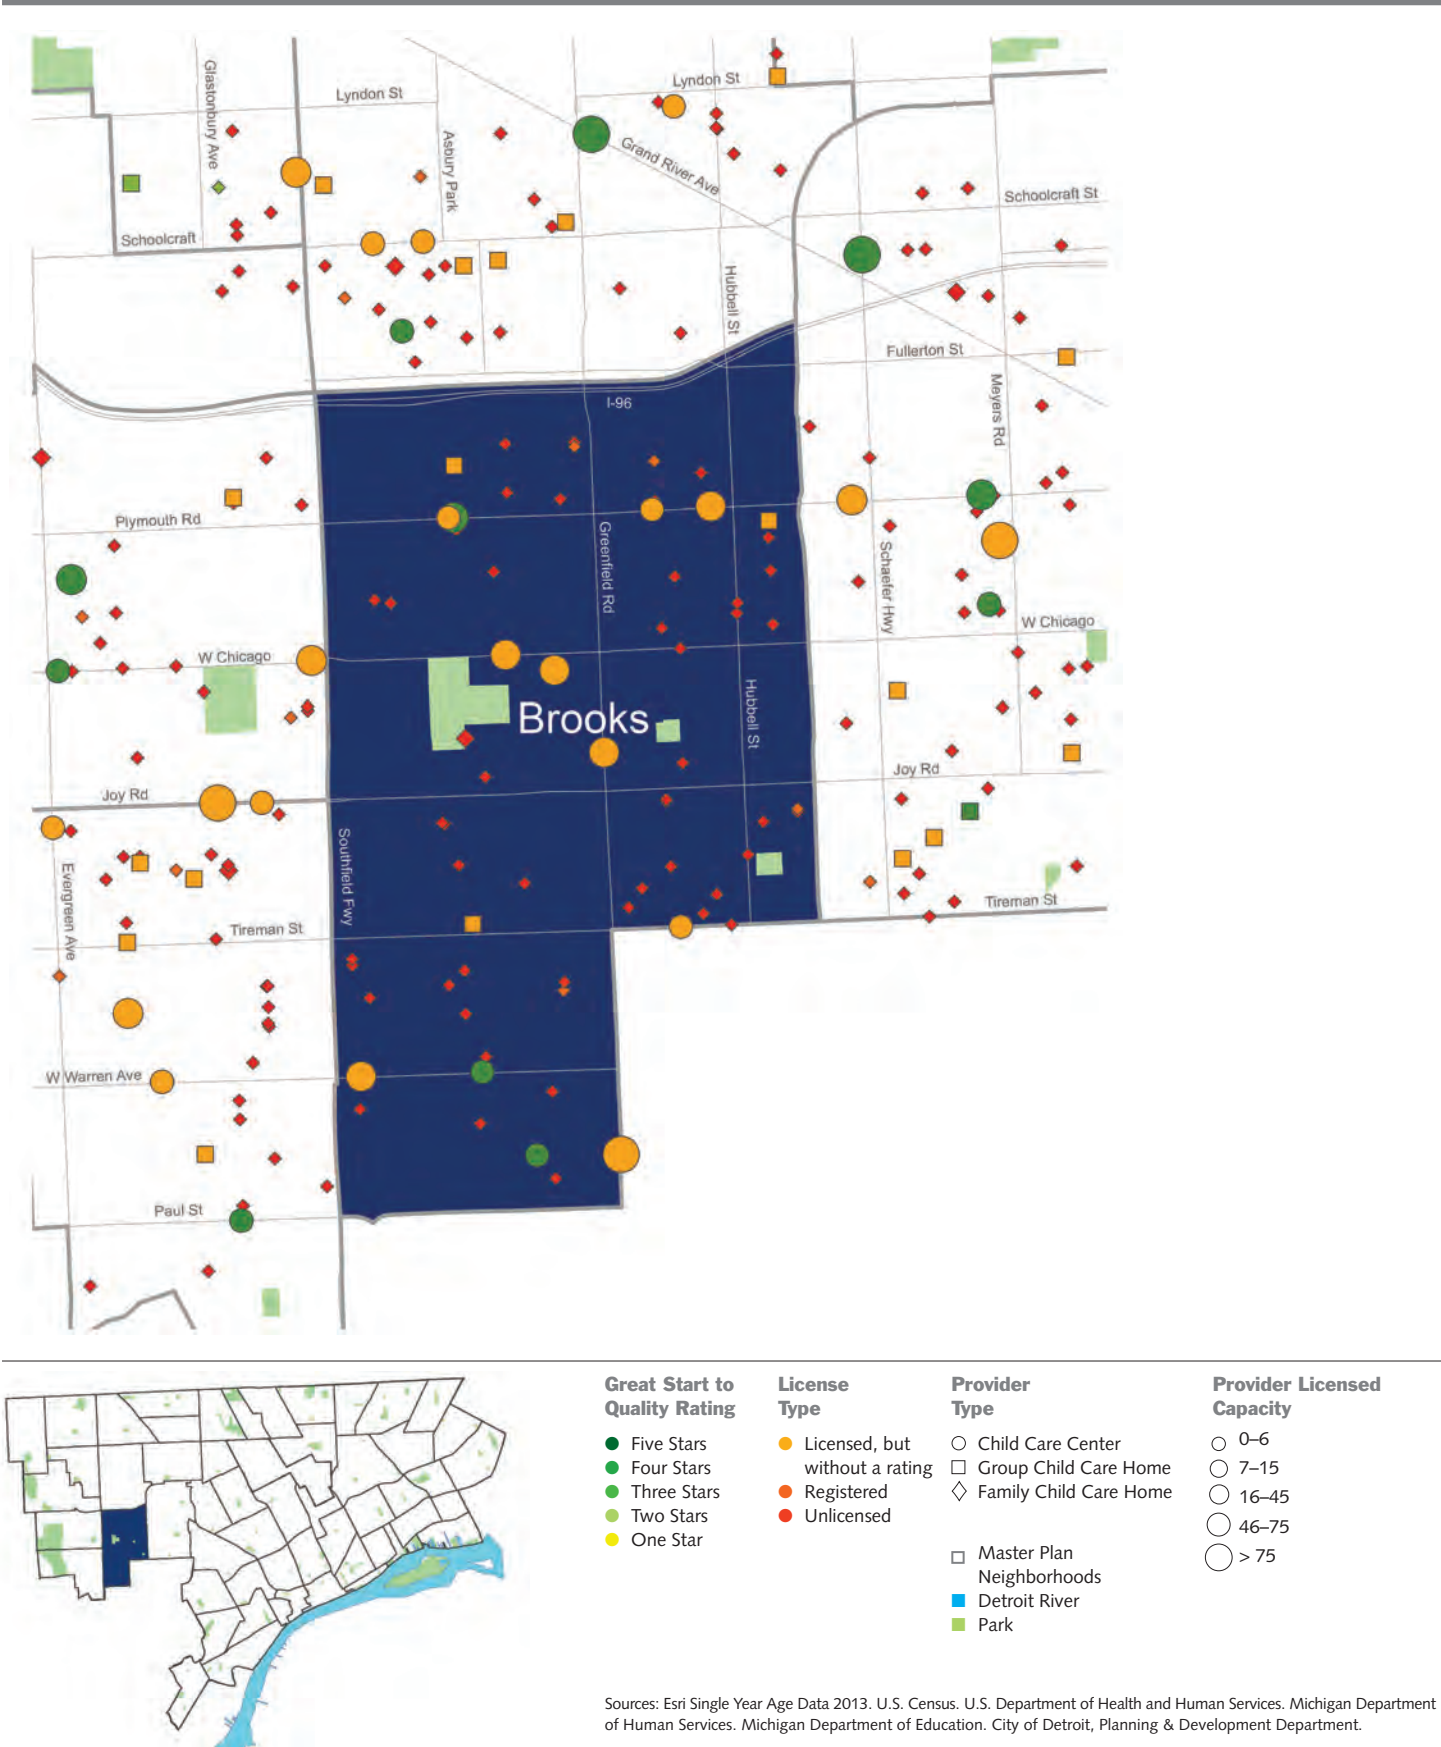 Glastonbury Ave
Lyndon St
Lyndon St
Asbury Park
Grand River Ave
Schoolcraft St
Schoolcraft
Hubbell St
Fullerton St
I-96
Meyers Rd
Plymouth Rd
Greenfield Rd
Schaefer Hwy
W Chicago
W Chicago
Brooks
Hubbell St
Joy Rd
Joy Rd
Southfield Fwy
Evergreen Ave
Tireman St
Tireman St
W Warren Ave
Paul St
Great Start to
Quality Rating
Five Stars
Four Stars
Three Stars
Two Stars
One Star
License
Type
Licensed, but
without a rating
Registered
Unlicensed
Provider
Type
Child Care Center
Group Child Care Home
Family Child Care Home
Master Plan
Neighborhoods
Detroit River
Park
Provider Licensed
Capacity
0–6
7–15
16–45
46–75
> 75
Sources: Esri Single Year Age Data 2013. U.S. Census. U.S. Department of Health and Human Services. Michigan Department
of Human Services. Michigan Department of Education. City of Detroit, Planning & Development Department.